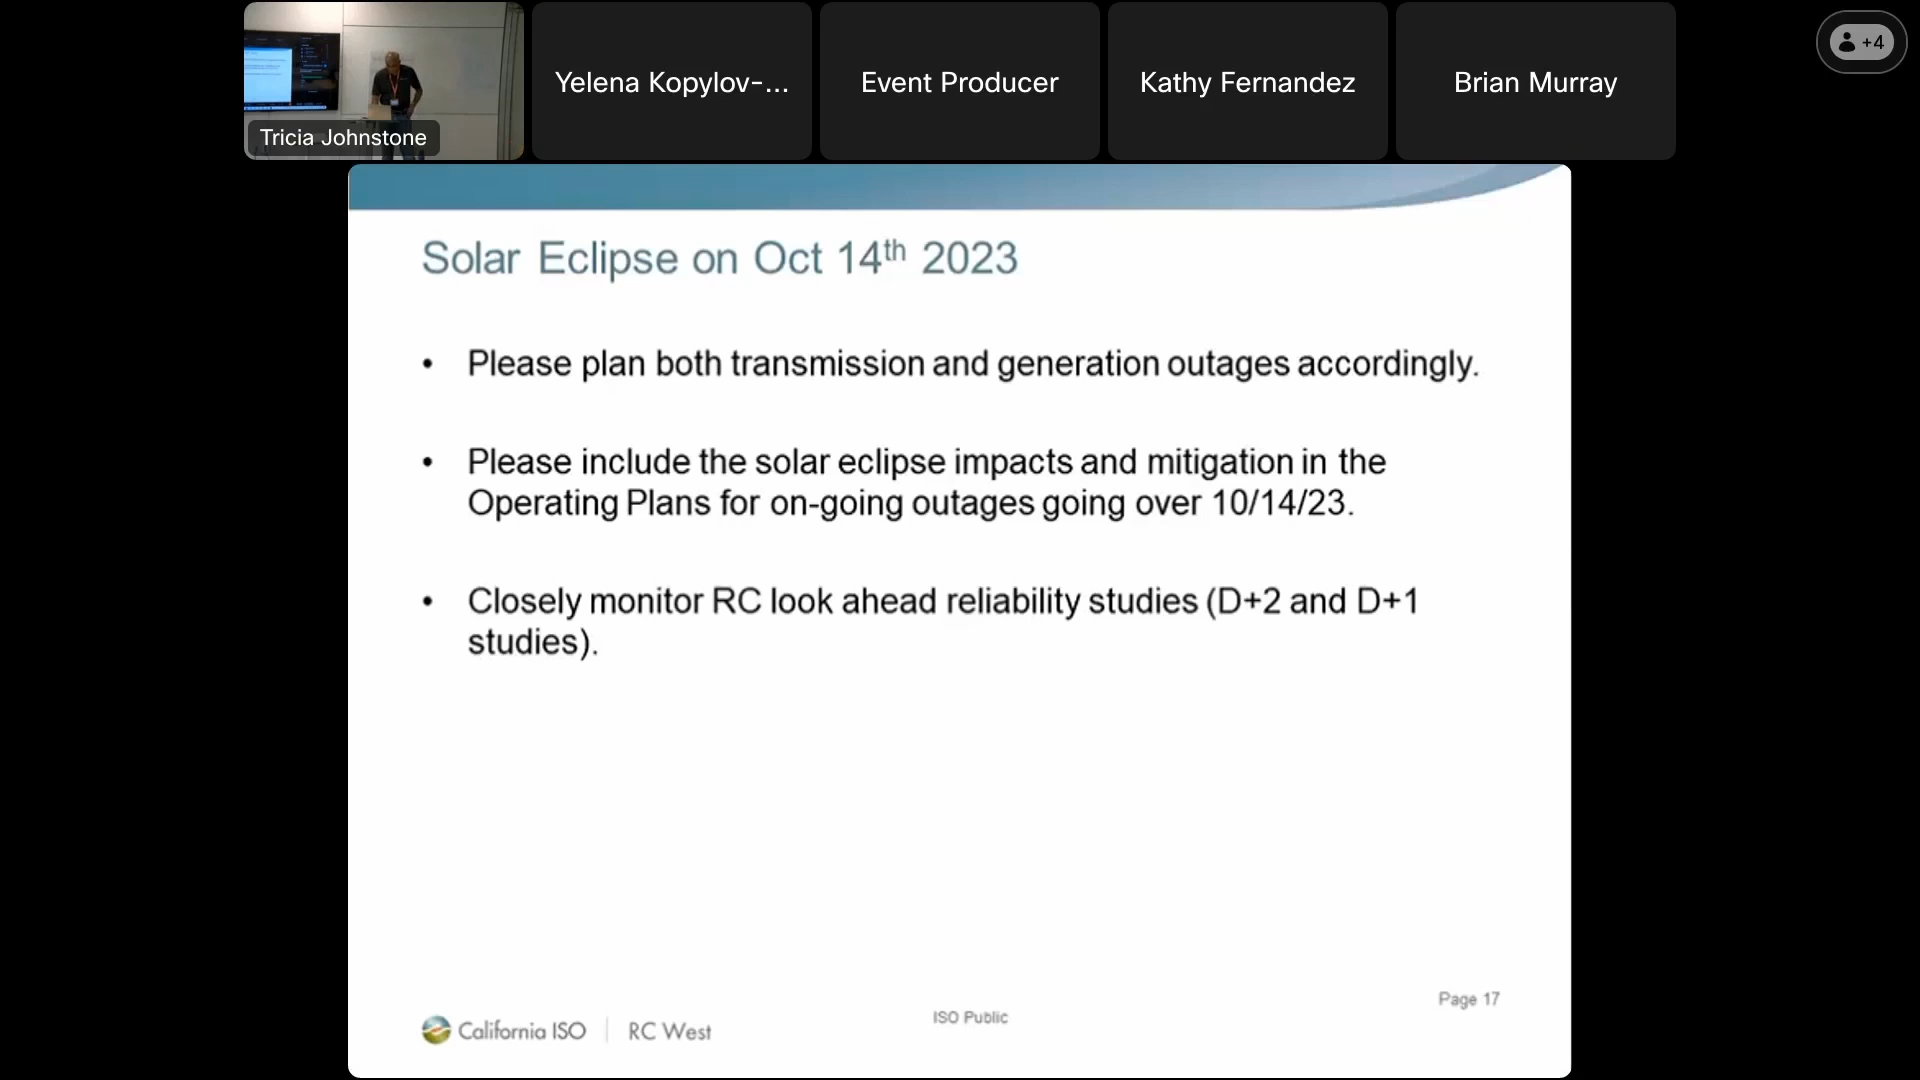 Tricia Johnstone
Yelena Kopylov-...
Event Producer
Kathy Fernandez
Brian Murray
+4
Solar Eclipse on Oct 14th 2023
• Please plan both transmission and generation outages accordingly.
• Please include the solar eclipse impacts and mitigation in the
Operating Plans for on-going outages going over 10/14/23.
• Closely monitor RC look ahead reliability studies (D+2 and D+1
studies).
Page 17
California ISO | RC West
ISO Public